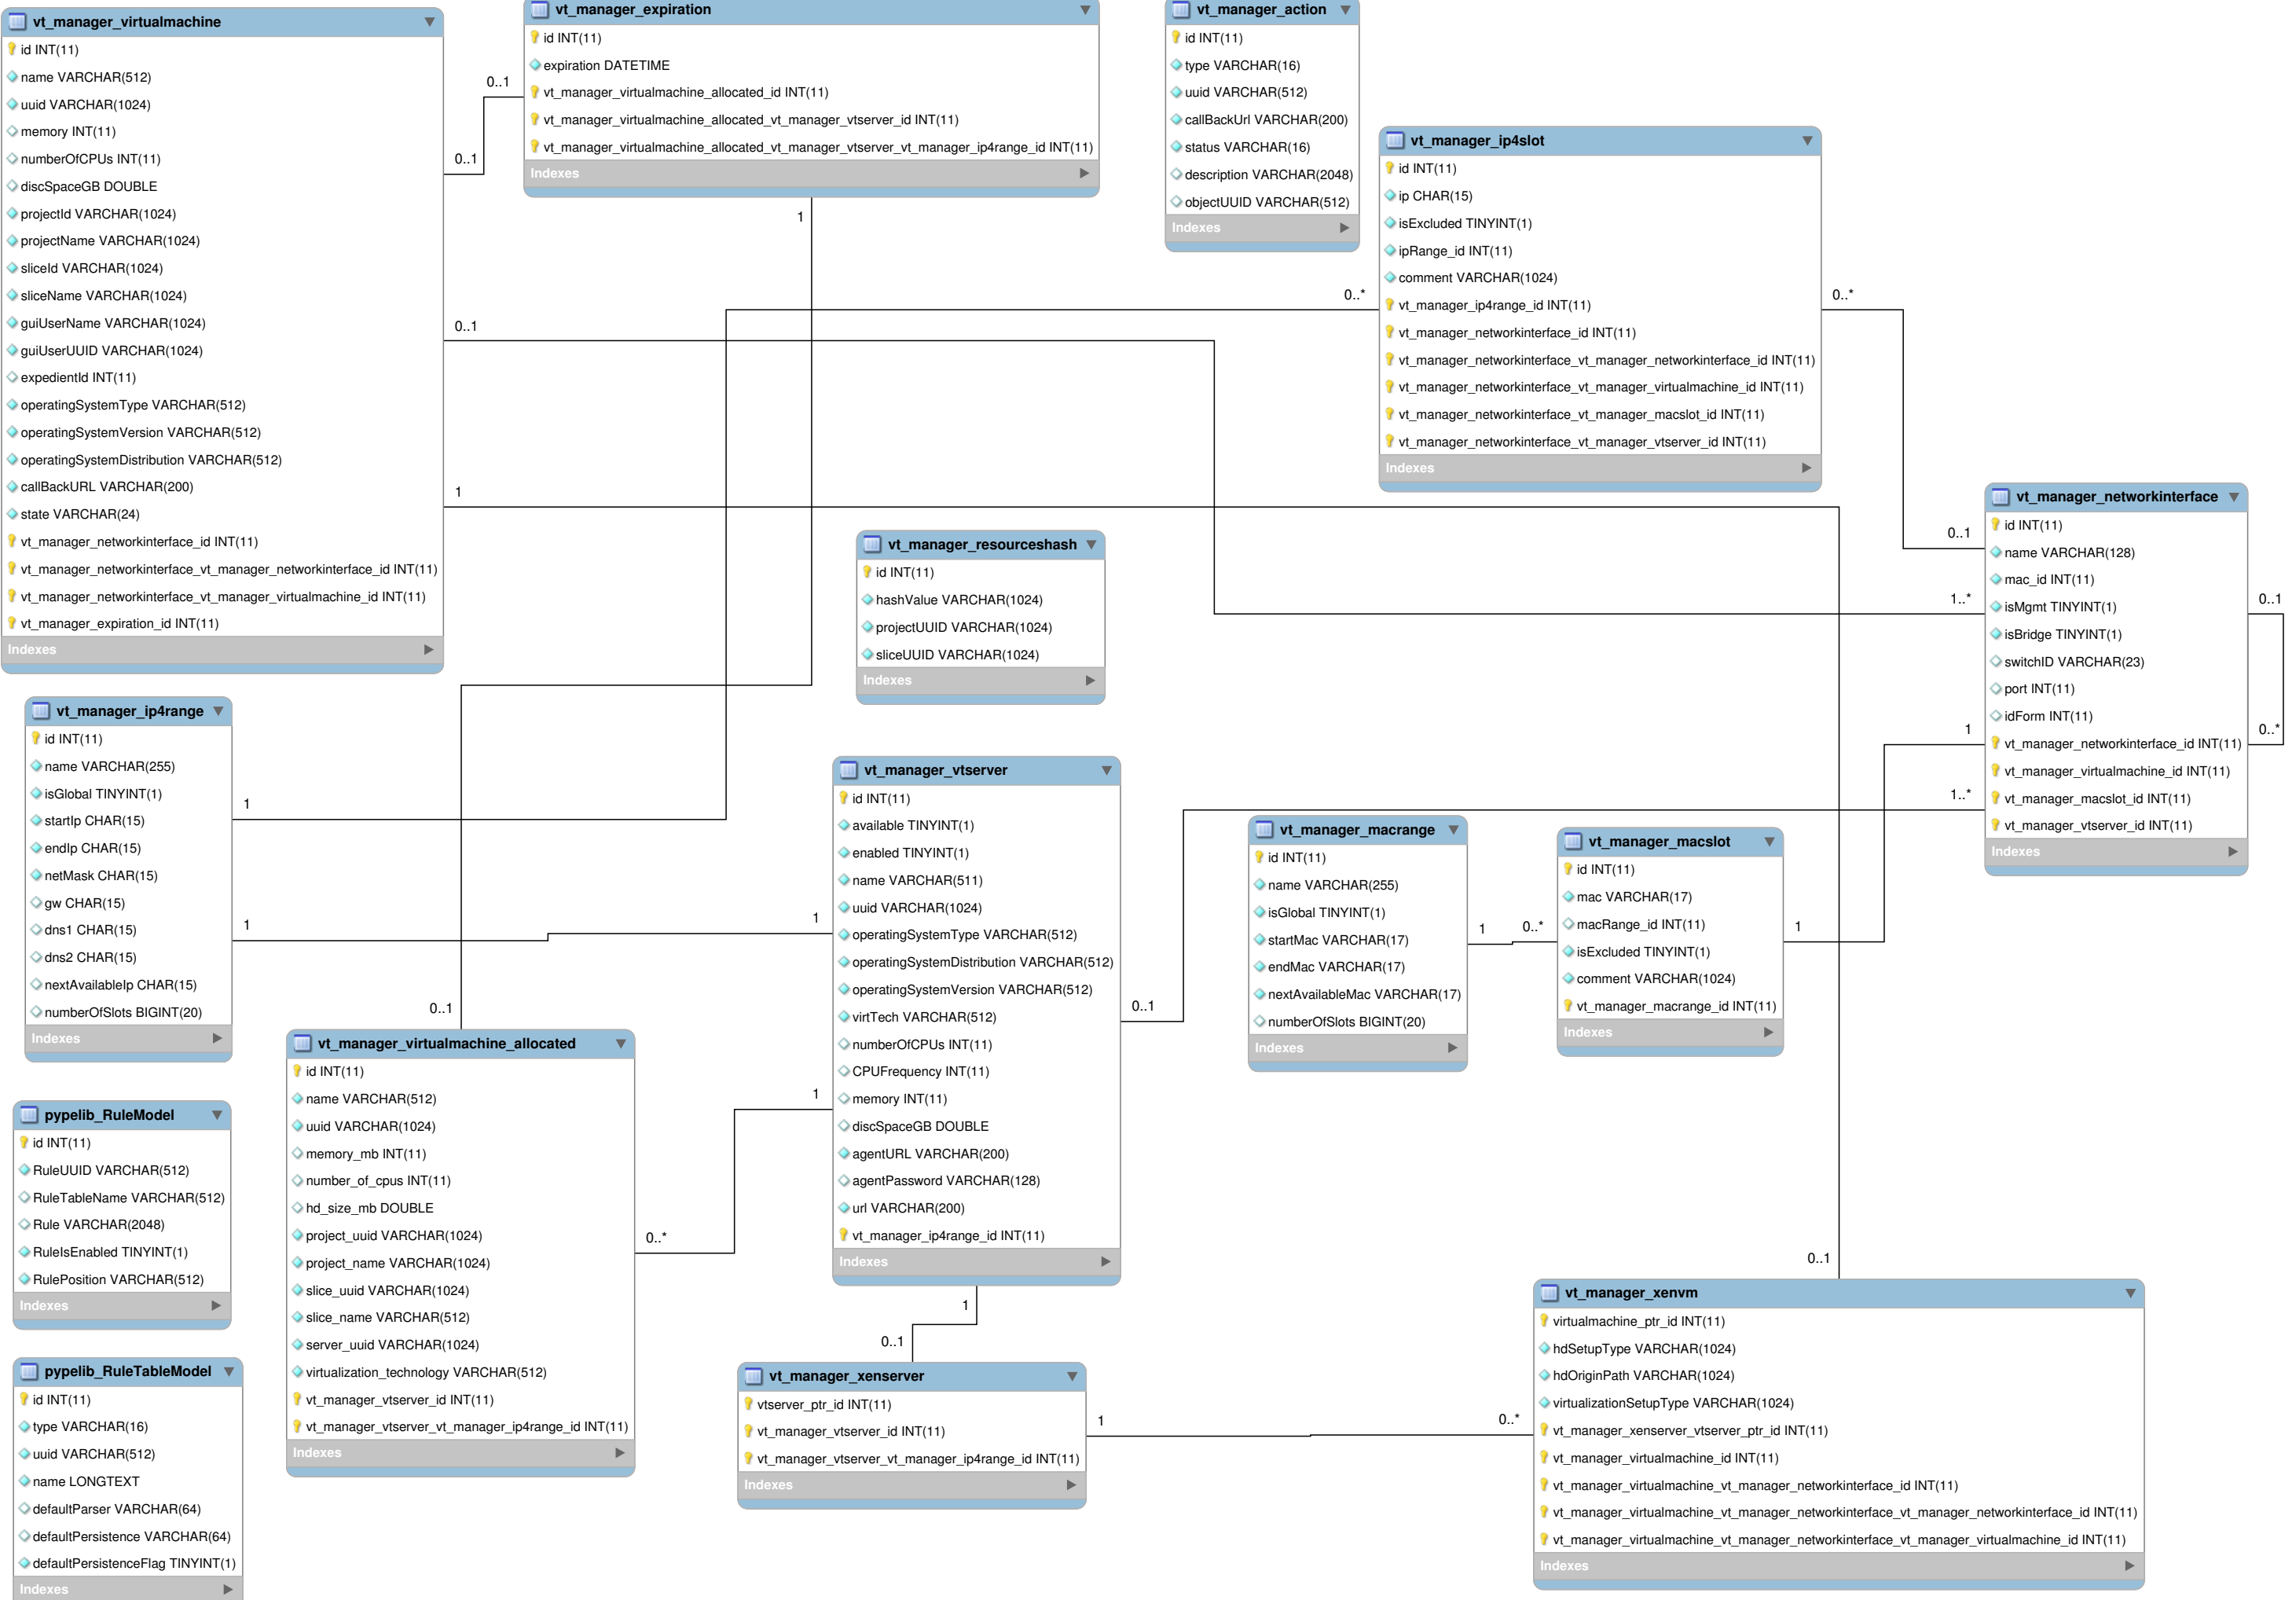 vt_manager_virtualmachine
id INT(11)
name VARCHAR(512)
uuid VARCHAR(1024)
memory INT(11)
numberOfCPUs INT(11)
discSpaceGB DOUBLE
projectId VARCHAR(1024)
projectName VARCHAR(1024)
sliceId VARCHAR(1024)
sliceName VARCHAR(1024)
guiUserName VARCHAR(1024)
guiUserUUID VARCHAR(1024)
expedientId INT(11)
operatingSystemType VARCHAR(512)
operatingSystemVersion VARCHAR(512)
operatingSystemDistribution VARCHAR(512)
callBackURL VARCHAR(200)
state VARCHAR(24)
vt_manager_networkinterface_id INT(11)
vt_manager_networkinterface_vt_manager_networkinterface_id INT(11)
vt_manager_networkinterface_vt_manager_virtualmachine_id INT(11)
vt_manager_expiration_id INT(11)
Indexes
0..1
0..1
0..1
1
vt_manager_expiration
id INT(11)
expiration DATETIME
vt_manager_virtualmachine_allocated_id INT(11)
vt_manager_virtualmachine_allocated_vt_manager_vtserver_id INT(11)
vt_manager_virtualmachine_allocated_vt_manager_vtserver_vt_manager_ip4range_id INT(11)
Indexes
1
vt_manager_action
id INT(11)
type VARCHAR(16)
uuid VARCHAR(512)
callBackUrl VARCHAR(200)
status VARCHAR(16)
description VARCHAR(2048)
objectUUID VARCHAR(512)
Indexes
vt_manager_ip4slot
id INT(11)
ip CHAR(15)
isExcluded TINYINT(1)
ipRange_id INT(11)
comment VARCHAR(1024)
vt_manager_ip4range_id INT(11)
vt_manager_networkinterface_id INT(11)
vt_manager_networkinterface_vt_manager_networkinterface_id INT(11)
vt_manager_networkinterface_vt_manager_virtualmachine_id INT(11)
vt_manager_networkinterface_vt_manager_macslot_id INT(11)
vt_manager_networkinterface_vt_manager_vtserver_id INT(11)
Indexes
0..*
0..*
vt_manager_networkinterface
id INT(11)
name VARCHAR(128)
mac_id INT(11)
isMgmt TINYINT(1)
isBridge TINYINT(1)
switchID VARCHAR(23)
port INT(11)
idForm INT(11)
vt_manager_networkinterface_id INT(11)
vt_manager_virtualmachine_id INT(11)
vt_manager_macslot_id INT(11)
vt_manager_vtserver_id INT(11)
Indexes
0..1
1..*
0..1
0..*
1
1..*
vt_manager_resourceshash
id INT(11)
hashValue VARCHAR(1024)
projectUUID VARCHAR(1024)
sliceUUID VARCHAR(1024)
Indexes
vt_manager_ip4range
id INT(11)
name VARCHAR(255)
isGlobal TINYINT(1)
startIp CHAR(15)
endIp CHAR(15)
netMask CHAR(15)
gw CHAR(15)
dns1 CHAR(15)
dns2 CHAR(15)
nextAvailableIp CHAR(15)
numberOfSlots BIGINT(20)
Indexes
1
1
vt_manager_vtserver
id INT(11)
available TINYINT(1)
enabled TINYINT(1)
name VARCHAR(511)
uuid VARCHAR(1024)
operatingSystemType VARCHAR(512)
operatingSystemDistribution VARCHAR(512)
operatingSystemVersion VARCHAR(512)
virtTech VARCHAR(512)
numberOfCPUs INT(11)
CPUFrequency INT(11)
memory INT(11)
discSpaceGB DOUBLE
agentURL VARCHAR(200)
agentPassword VARCHAR(128)
url VARCHAR(200)
vt_manager_ip4range_id INT(11)
Indexes
1
0..1
1
1
vt_manager_macrange
id INT(11)
name VARCHAR(255)
isGlobal TINYINT(1)
startMac VARCHAR(17)
endMac VARCHAR(17)
nextAvailableMac VARCHAR(17)
numberOfSlots BIGINT(20)
Indexes
1
0..*
vt_manager_macslot
id INT(11)
mac VARCHAR(17)
macRange_id INT(11)
isExcluded TINYINT(1)
comment VARCHAR(1024)
vt_manager_macrange_id INT(11)
Indexes
1
0..1
vt_manager_virtualmachine_allocated
id INT(11)
name VARCHAR(512)
uuid VARCHAR(1024)
memory_mb INT(11)
number_of_cpus INT(11)
hd_size_mb DOUBLE
project_uuid VARCHAR(1024)
project_name VARCHAR(1024)
slice_uuid VARCHAR(1024)
slice_name VARCHAR(512)
server_uuid VARCHAR(1024)
virtualization_technology VARCHAR(512)
vt_manager_vtserver_id INT(11)
vt_manager_vtserver_vt_manager_ip4range_id INT(11)
Indexes
0..*
pypelib_RuleModel
id INT(11)
RuleUUID VARCHAR(512)
RuleTableName VARCHAR(512)
Rule VARCHAR(2048)
RuleIsEnabled TINYINT(1)
RulePosition VARCHAR(512)
Indexes
pypelib_RuleTableModel
id INT(11)
type VARCHAR(16)
uuid VARCHAR(512)
name LONGTEXT
defaultParser VARCHAR(64)
defaultPersistence VARCHAR(64)
defaultPersistenceFlag TINYINT(1)
Indexes
0..1
vt_manager_xenserver
vtserver_ptr_id INT(11)
vt_manager_vtserver_id INT(11)
vt_manager_vtserver_vt_manager_ip4range_id INT(11)
Indexes
1
0..*
0..1
vt_manager_xenvm
virtualmachine_ptr_id INT(11)
hdSetupType VARCHAR(1024)
hdOriginPath VARCHAR(1024)
virtualizationSetupType VARCHAR(1024)
vt_manager_xenserver_vtserver_ptr_id INT(11)
vt_manager_virtualmachine_id INT(11)
vt_manager_virtualmachine_vt_manager_networkinterface_id INT(11)
vt_manager_virtualmachine_vt_manager_networkinterface_vt_manager_networkinterface_id INT(11)
vt_manager_virtualmachine_vt_manager_networkinterface_vt_manager_virtualmachine_id INT(11)
Indexes